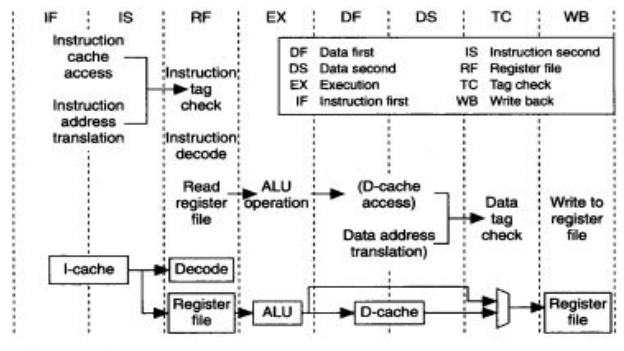 IF IS RF EX DF DS TC WB
Instruction
cache
access
Instruction
address
translation
Instruction
tag
check
Instruction
decode
DF Data first IS Instruction second
DS Data second RF Register file
EX Execution TC Tag check
IF Instruction first WB Write back
Read
register
file
ALU
operation
(D-cache
access)
Data address
translation)
Data
tag
check
Write to
register
file
I-cache
Decode
Register
file
ALU
D-cache
Register
file